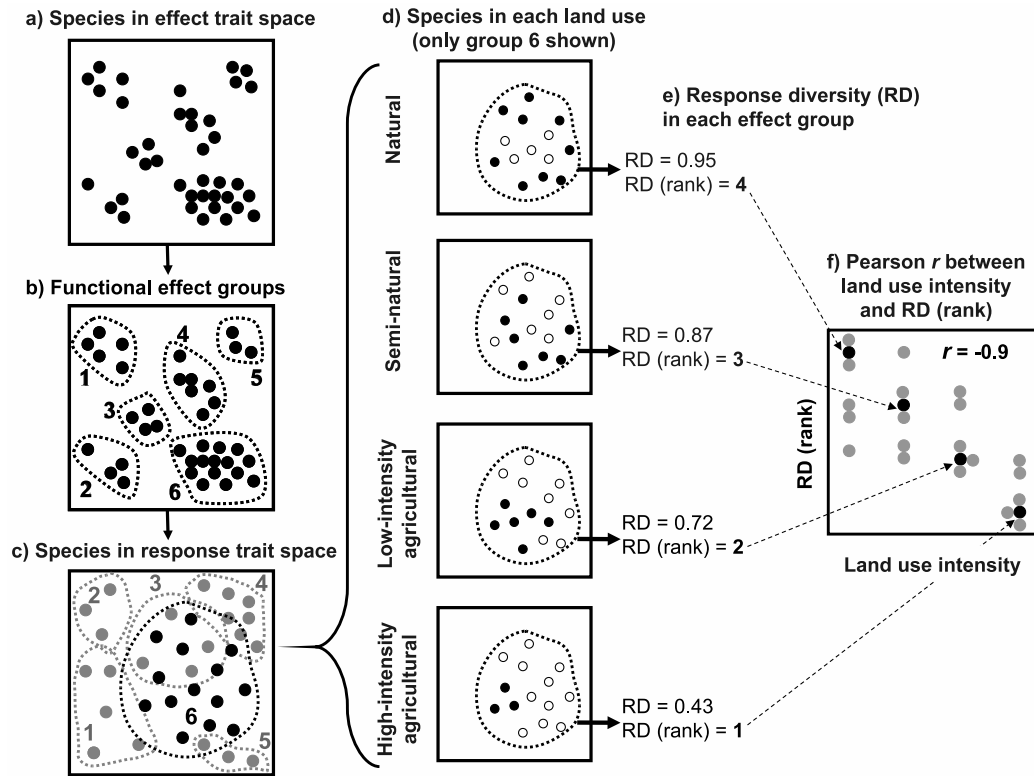 a) Species in effect trait space
b) Functional effect groups
1
2
3
4
5
6
c) Species in response trait space
1
2
3
4
5
6
d) Species in each land use
(only group 6 shown)
Natural
Semi-natural
Low-intensity
agricultural
High-intensity
agricultural
e) Response diversity (RD)
in each effect group
RD = 0.95
RD (rank) = 4
RD = 0.87
RD (rank) = 3
RD = 0.72
RD (rank) = 2
RD = 0.43
RD (rank) = 1
f) Pearson r between
land use intensity
and RD (rank)
r = -0.9
RD (rank)
Land use intensity